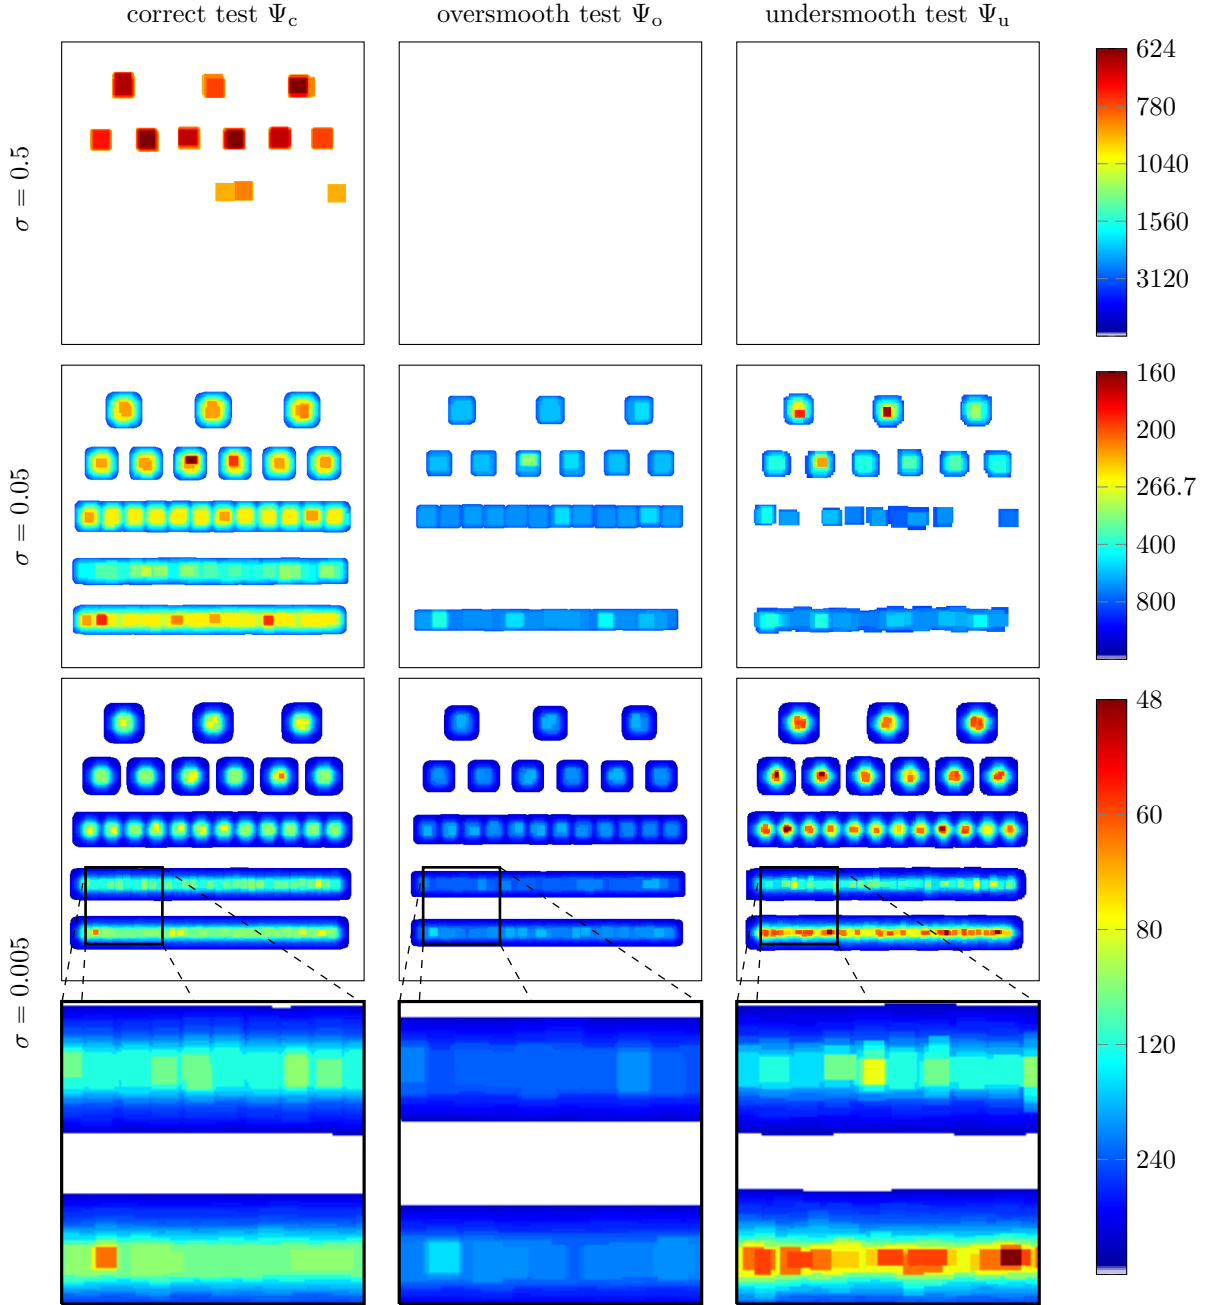 correct test Ψc
oversmooth test Ψo
undersmooth test Ψu
σ = 0.5
624
780
1040
1560
3120
σ = 0.05
160
200
266.7
400
800
σ = 0.005
48
60
80
120
240